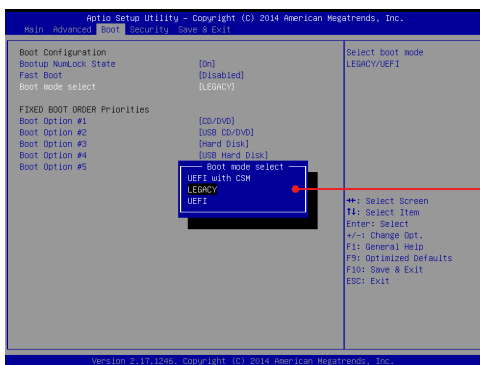 Aptio Setup Utility – Copyright (C) 2014 American Megatrends, Inc.
Main Advanced Boot Security Save & Exit
Boot Configuration
Bootup NumLock State [On]
Fast Boot [Disabled]
Boot mode select [LEGACY]
FIXED BOOT ORDER Priorities
Boot Option #1 [CD/DVD]
Boot Option #2 [USB CD/DVD]
Boot Option #3 [Hard Disk]
Boot Option #4 [USB Hard Disk]
Boot Option #5
Boot mode select
UEFI with CSM
LEGACY
UEFI
Select boot mode
LEGACY/UEFI
→←: Select Screen
↑↓: Select Item
Enter: Select
+/-: Change Opt.
F1: General Help
F9: Optimized Defaults
F10: Save & Exit
ESC: Exit
Version 2.17.1246. Copyright (C) 2014 American Megatrends, Inc.